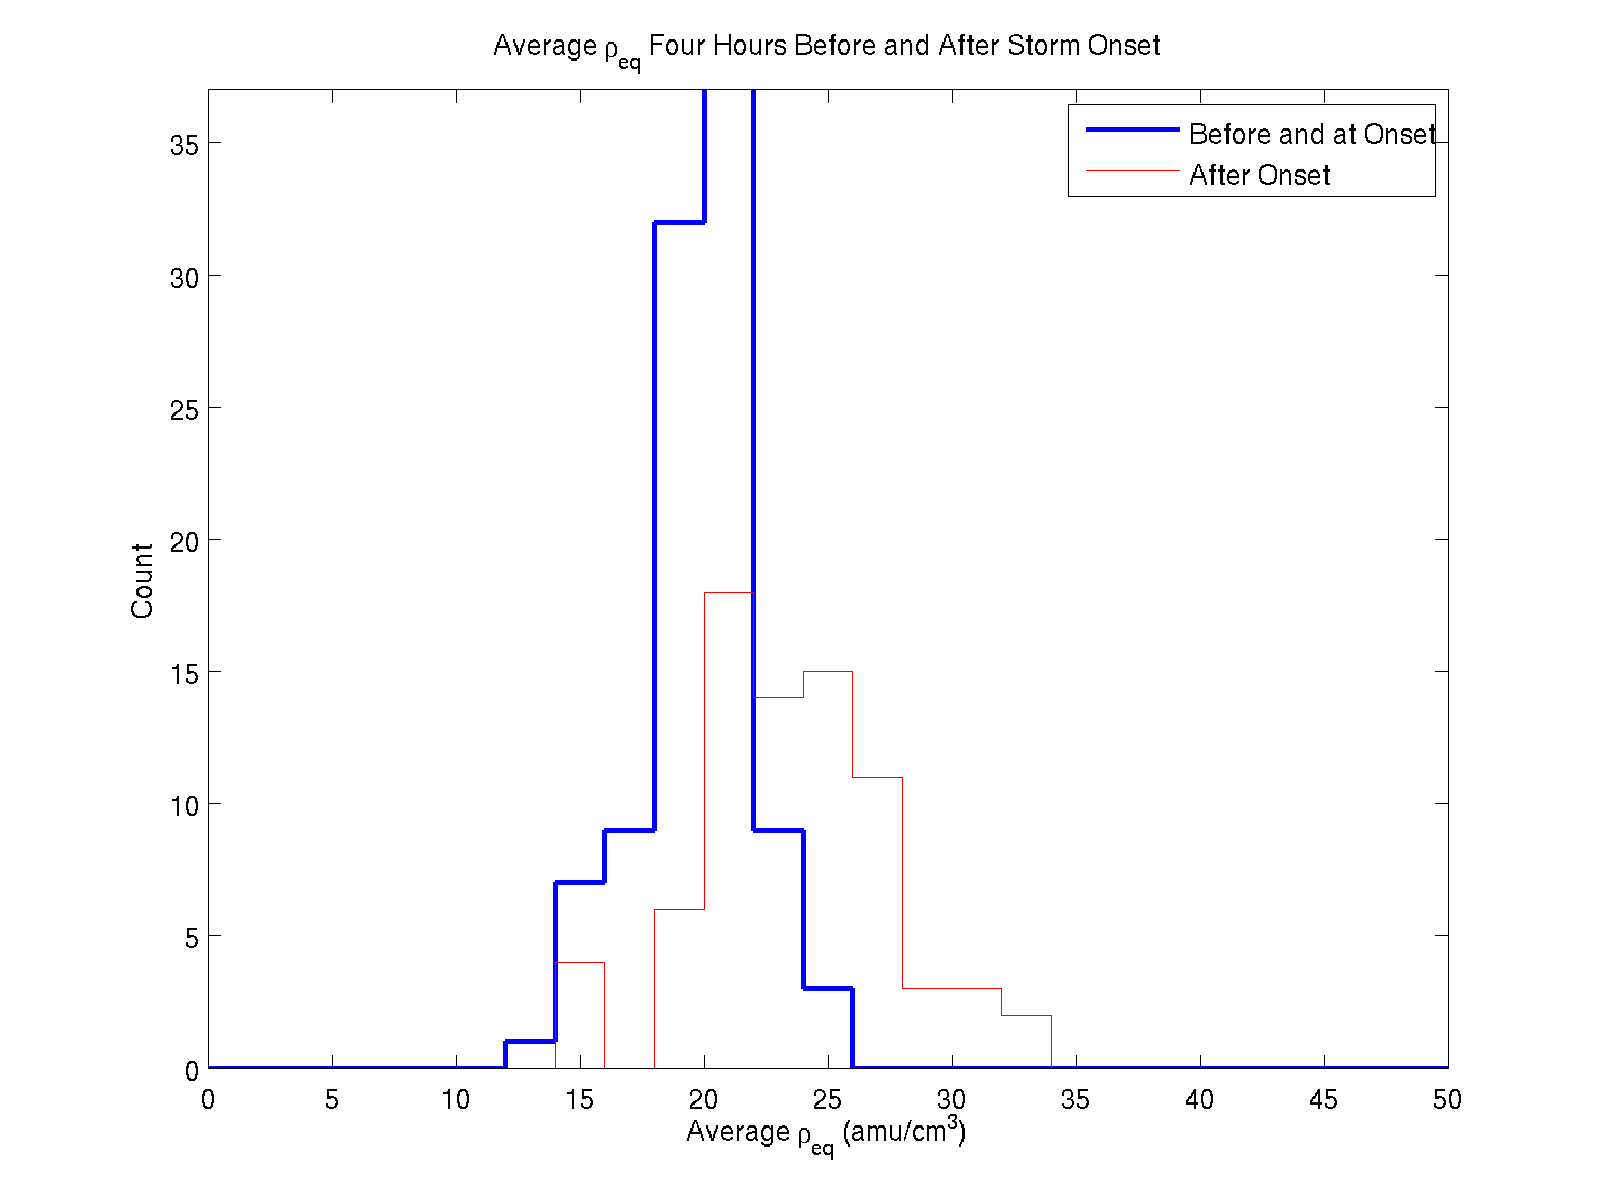 Average ρeq Four Hours Before and After Storm Onset
Before and at Onset
After Onset
35
30
25
20
15
10
5
0
Count
0 5 10 15 20 25 30 35 40 45 50
Average ρeq (amu/cm³)